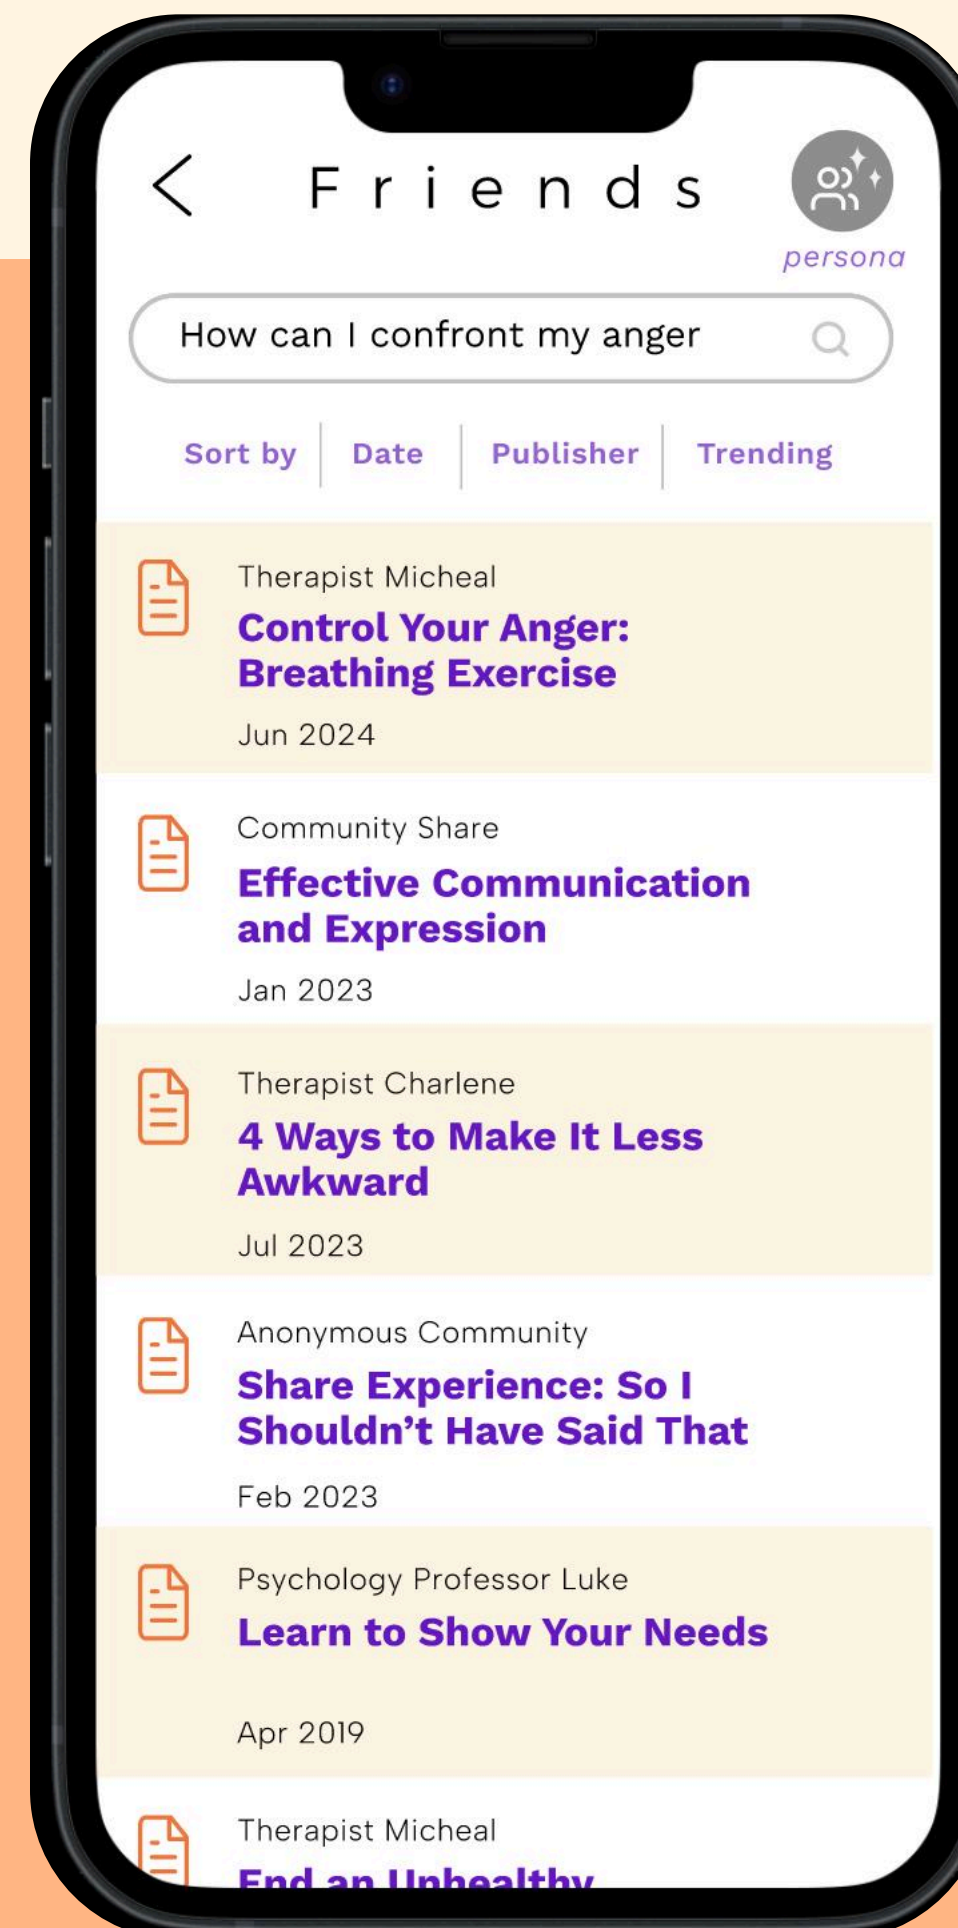 Friends
persona
How can I confront my anger
Sort by Date Publisher Trending
Therapist Micheal
Control Your Anger:
Breathing Exercise
Jun 2024
Community Share
Effective Communication
and Expression
Jan 2023
Therapist Charlene
4 Ways to Make It Less
Awkward
Jul 2023
Anonymous Community
Share Experience: So I
Shouldn’t Have Said That
Feb 2023
Psychology Professor Luke
Learn to Show Your Needs
Apr 2019
Therapist Micheal
End an Unhealthy